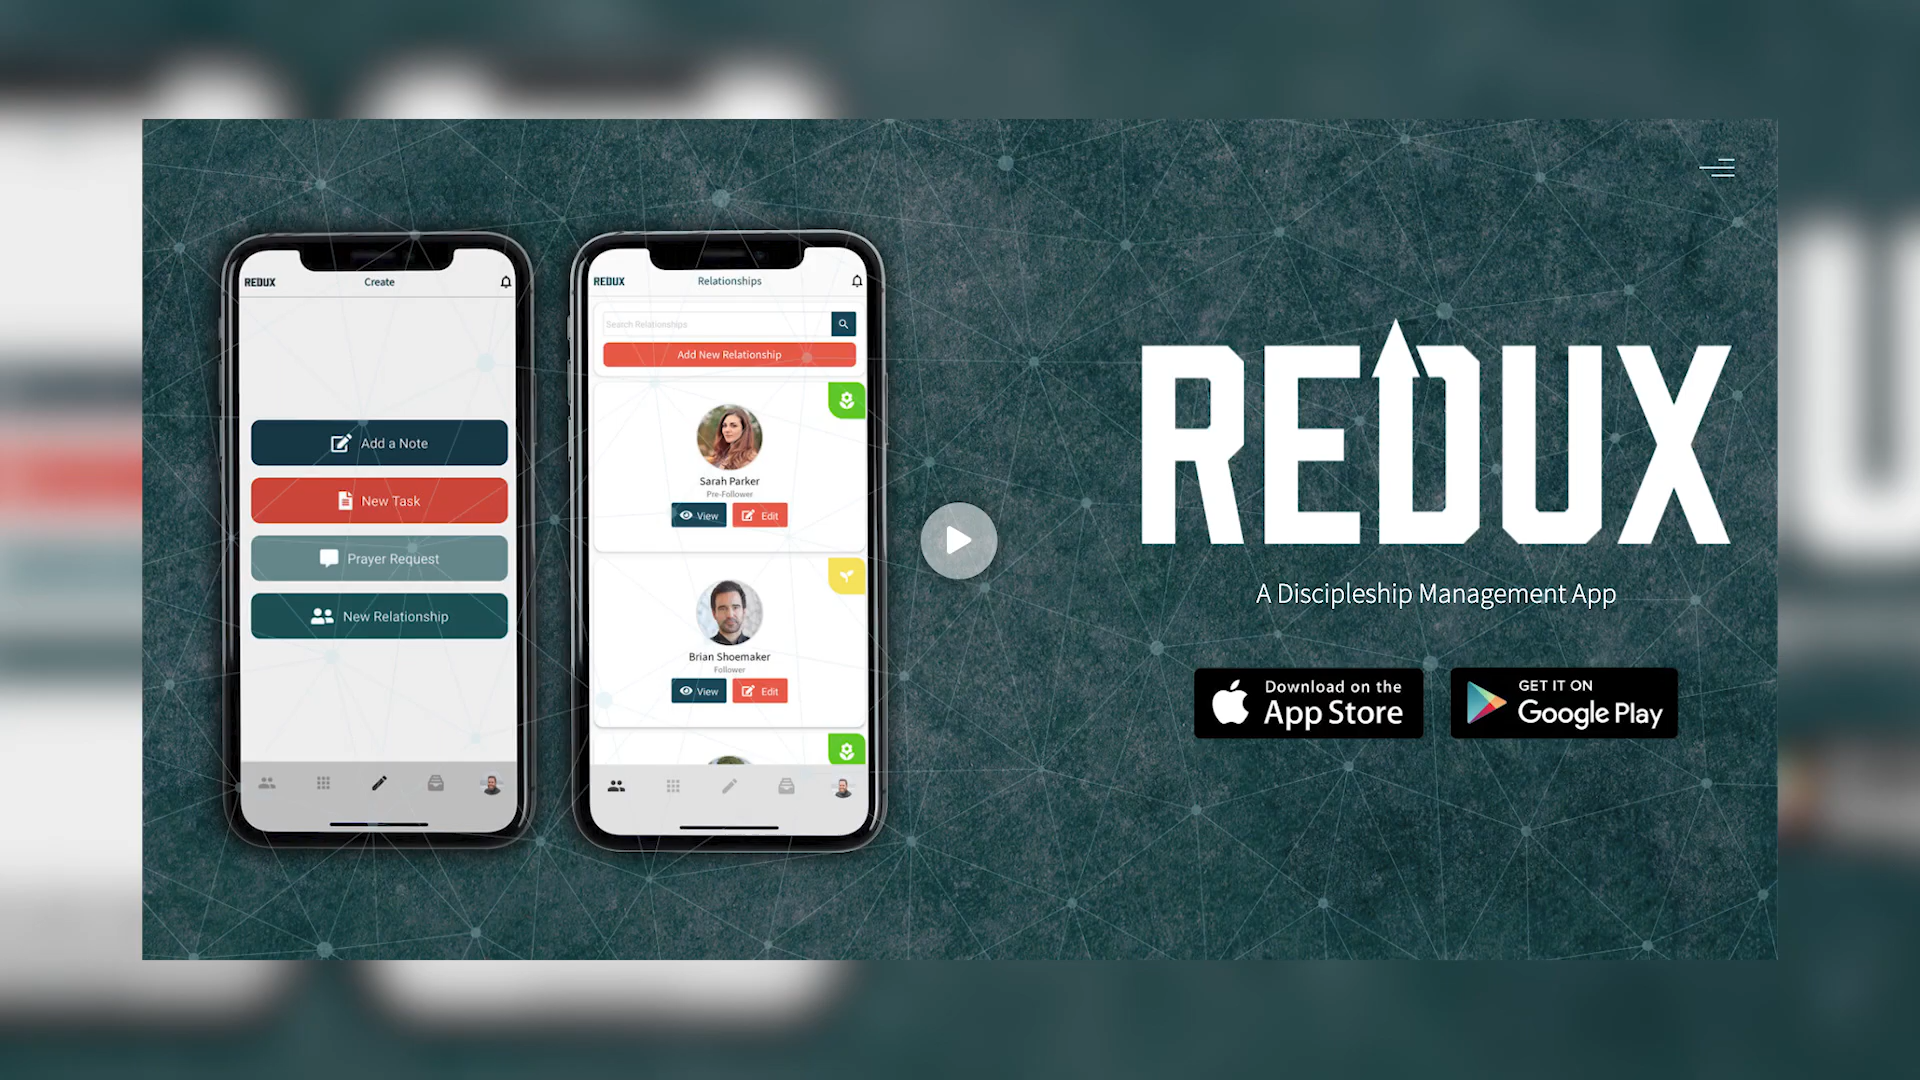 REDUX
Create
Add a Note
New Task
Prayer Request
New Relationship
REDUX
Relationships
Search Relationships
Add New Relationship
Sarah Parker
Pre-Follower
View
Edit
Brian Shoemaker
Follower
View
Edit
REDUX
A Discipleship Management App
Download on the
App Store
GET IT ON
Google Play